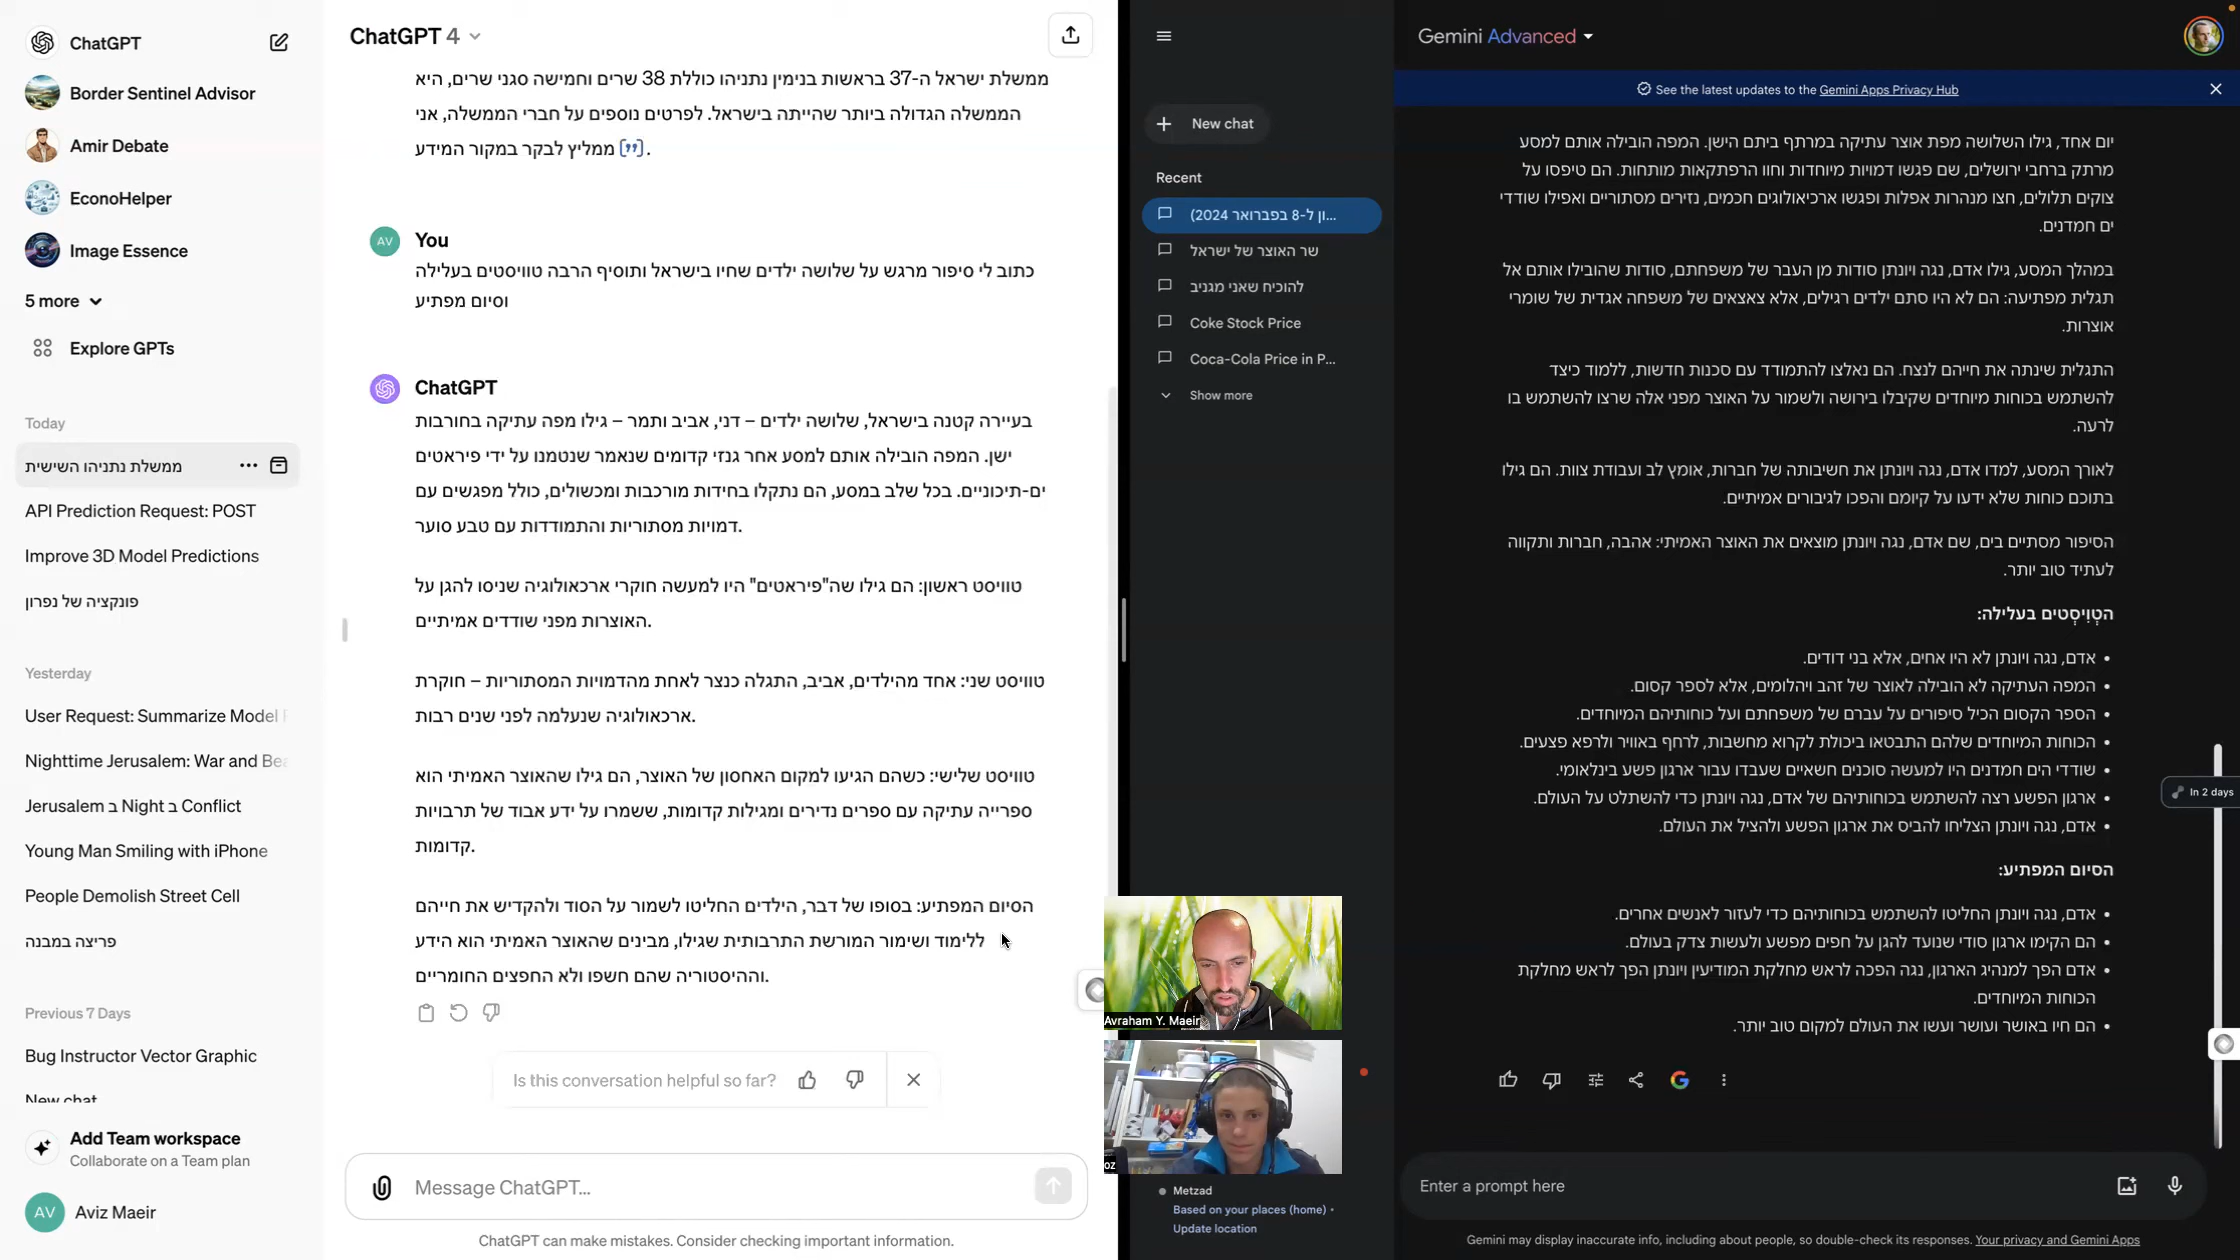 ChatGPT
Border Sentinel Advisor
Amir Debate
EconoHelper
Image Essence
5 more
Explore GPTs
Today
ממשלת נתניהו השישית
API Prediction Request: POST
Improve 3D Model Predictions
פונקציה של נפרון
Yesterday
User Request: Summarize Model
Nighttime Jerusalem: War and Bea
Jerusalem ב Night ב Conflict
Young Man Smiling with iPhone
People Demolish Street Cell
פריצה במבנה
Previous 7 Days
Bug Instructor Vector Graphic
New chat
Add Team workspace
Collaborate on a Team plan
AV
Aviz Maeir
ChatGPT 4
ממשלת ישראל ה-37 בראשות בנימין נתניהו כוללת 38 שרים וחמישה סגני שרים, היא
הממשלה הגדולה ביותר שהייתה בישראל. לפרטים נוספים על חברי הממשלה, אני
ממליץ לבקר במקור המידע ["].
AV
You
כתוב לי סיפור מרגש על שלושה ילדים שחיו בישראל ותוסיף הרבה טוויסטים בעלילה
וסיום מפתיע
ChatGPT
בעיירה קטנה בישראל, שלושה ילדים – דני, אביב ותמר – גילו מפה עתיקה בחורבות
ישן. המפה הובילה אותם למסע אחר גנזי קדומים שנאמר שנטמנו על ידי פיראטים
ים-תיכוניים. בכל שלב במסע, הם נתקלו בחידות מורכבות ומכשולים, כולל מפגשים עם
דמויות מסתוריות והתמודדות עם טבע סוער.
טוויסט ראשון: הם גילו שה"פיראטים" היו למעשה חוקרי ארכאולוגיה שניסו להגן על
האוצרות מפני שודדים אמיתיים.
טוויסט שני: אחד מהילדים, אביב, התגלה כנצר לאחת מהדמויות המסתוריות – חוקרת
ארכאולוגיה שנעלמה לפני שנים רבות.
טוויסט שלישי: כשהם הגיעו למקום האחסון של האוצר, הם גילו שהאוצר האמיתי הוא
ספרייה עתיקה עם ספרים נדירים ומגילות קדומות, ששמרו על ידע אבוד של תרבויות
קדומות.
הסיום המפתיע: בסופו של דבר, הילדים החליטו לשמור על הסוד ולהקדיש את חייהם
ללימוד ושימור המורשת התרבותית שגילו, מבינים שהאוצר האמיתי הוא הידע
וההיסטוריה שהם חשפו ולא החפצים החומריים.
Is this conversation helpful so far?
Message ChatGPT...
ChatGPT can make mistakes. Consider checking important information.
New chat
Recent
ון ל-8 בפברואר 2024)...
שר האוצר של ישראל
להוכיח שאני מגניב
Coke Stock Price
Coca-Cola Price in P...
Show more
Avraham Y. Maeir
oz
Metzad
Based on your places (home) •
Update location
Gemini Advanced
See the latest updates to the Gemini Apps Privacy Hub
יום אחד, גילו השלושה מפת אוצר עתיקה במרתף ביתם הישן. המפה הובילה אותם למסע
מרתק ברחבי ירושלים, שם פגשו דמויות מיוחדות וחוו הרפתקאות מותחות. הם טיפסו על
צוקים תלולים, חצו מנהרות אפלות ופגשו ארכיאולוגים חכמים, נזירים מסתוריים ואפילו שודדי
ים חמדנים.
במהלך המסע, גילו אדם, נגה ויונתן סודות מן העבר של משפחתם, סודות שהובילו אותם אל
תגלית מפתיעה: הם לא היו סתם ילדים רגילים, אלא צאצאים של משפחה אגדית של שומרי
אוצרות.
התגלית שינתה את חייהם לנצח. הם נאלצו להתמודד עם סכנות חדשות, ללמוד כיצד
להשתמש בכוחות מיוחדים שקיבלו בירושה ולשמור על האוצר מפני אלה שרצו להשתמש בו
לרעה.
לאורך המסע, למדו אדם, נגה ויונתן את חשיבותה של חברות, אומץ לב ועבודת צוות. הם גילו
בתוכם כוחות שלא ידעו על קיומם והפכו לגיבורים אמיתיים.
הסיפור מסתיים בים, שם אדם, נגה ויונתן מוצאים את האוצר האמיתי: אהבה, חברות ותקווה
לעתיד טוב יותר.
הטְוִיסְטים בעלילה:
• אדם, נגה ויונתן לא היו אחים, אלא בני דודים.
• המפה העתיקה לא הובילה לאוצר של זהב ויהלומים, אלא לספר קסום.
• הספר הקסום הכיל סיפורים על עברם של משפחתם ועל כוחותיהם המיוחדים.
• הכוחות המיוחדים שלהם התבטאו ביכולת לקרוא מחשבות, לרחף באוויר ולרפא פצעים.
• שודדי הים חמדנים היו למעשה סוכנים חשאיים שעבדו עבור ארגון פשע בינלאומי.
• ארגון הפשע רצה להשתמש בכוחותיהם של אדם, נגה ויונתן כדי להשתלט על העולם.
• אדם, נגה ויונתן הצליחו להביס את ארגון הפשע ולהציל את העולם.
הסיום המפתיע:
• אדם, נגה ויונתן החליטו להשתמש בכוחותיהם כדי לעזור לאנשים אחרים.
• הם הקימו ארגון סודי שנועד להגן על חפים מפשע ולעשות צדק בעולם.
• אדם הפך למנהיג הארגון, נגה הפכה לראש מחלקת המודיעין ויונתן הפך לראש מחלקת
הכוחות המיוחדים.
• הם חיו באושר ועושר ועשו את העולם למקום טוב יותר.
In 2 days
Enter a prompt here
Gemini may display inaccurate info, including about people, so double-check its responses. Your privacy and Gemini Apps